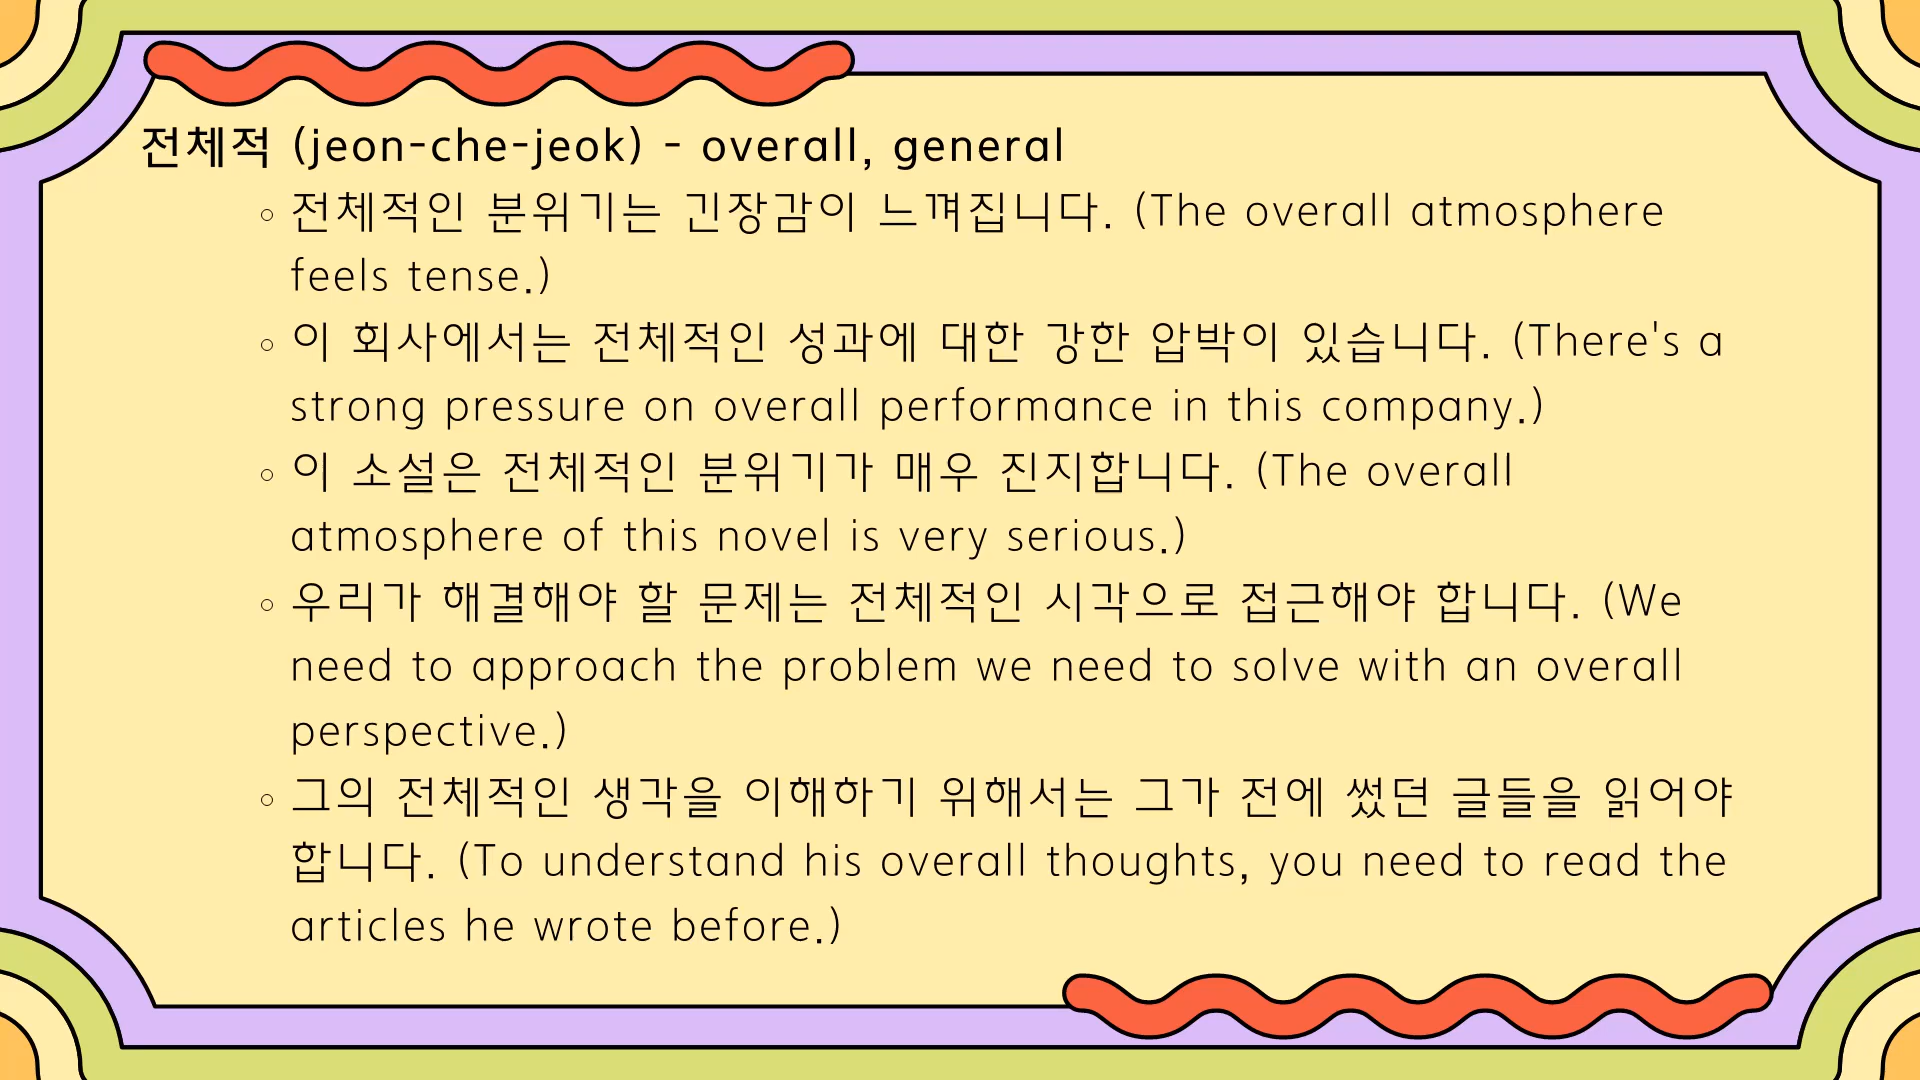 전체적 (jeon-che-jeok) - overall, general
◦ 전체적인 분위기는 긴장감이 느껴집니다. (The overall atmosphere
feels tense.)
◦ 이 회사에서는 전체적인 성과에 대한 강한 압박이 있습니다. (There's a
strong pressure on overall performance in this company.)
◦ 이 소설은 전체적인 분위기가 매우 진지합니다. (The overall
atmosphere of this novel is very serious.)
◦ 우리가 해결해야 할 문제는 전체적인 시각으로 접근해야 합니다. (We
need to approach the problem we need to solve with an overall
perspective.)
◦ 그의 전체적인 생각을 이해하기 위해서는 그가 전에 썼던 글들을 읽어야
합니다. (To understand his overall thoughts, you need to read the
articles he wrote before.)